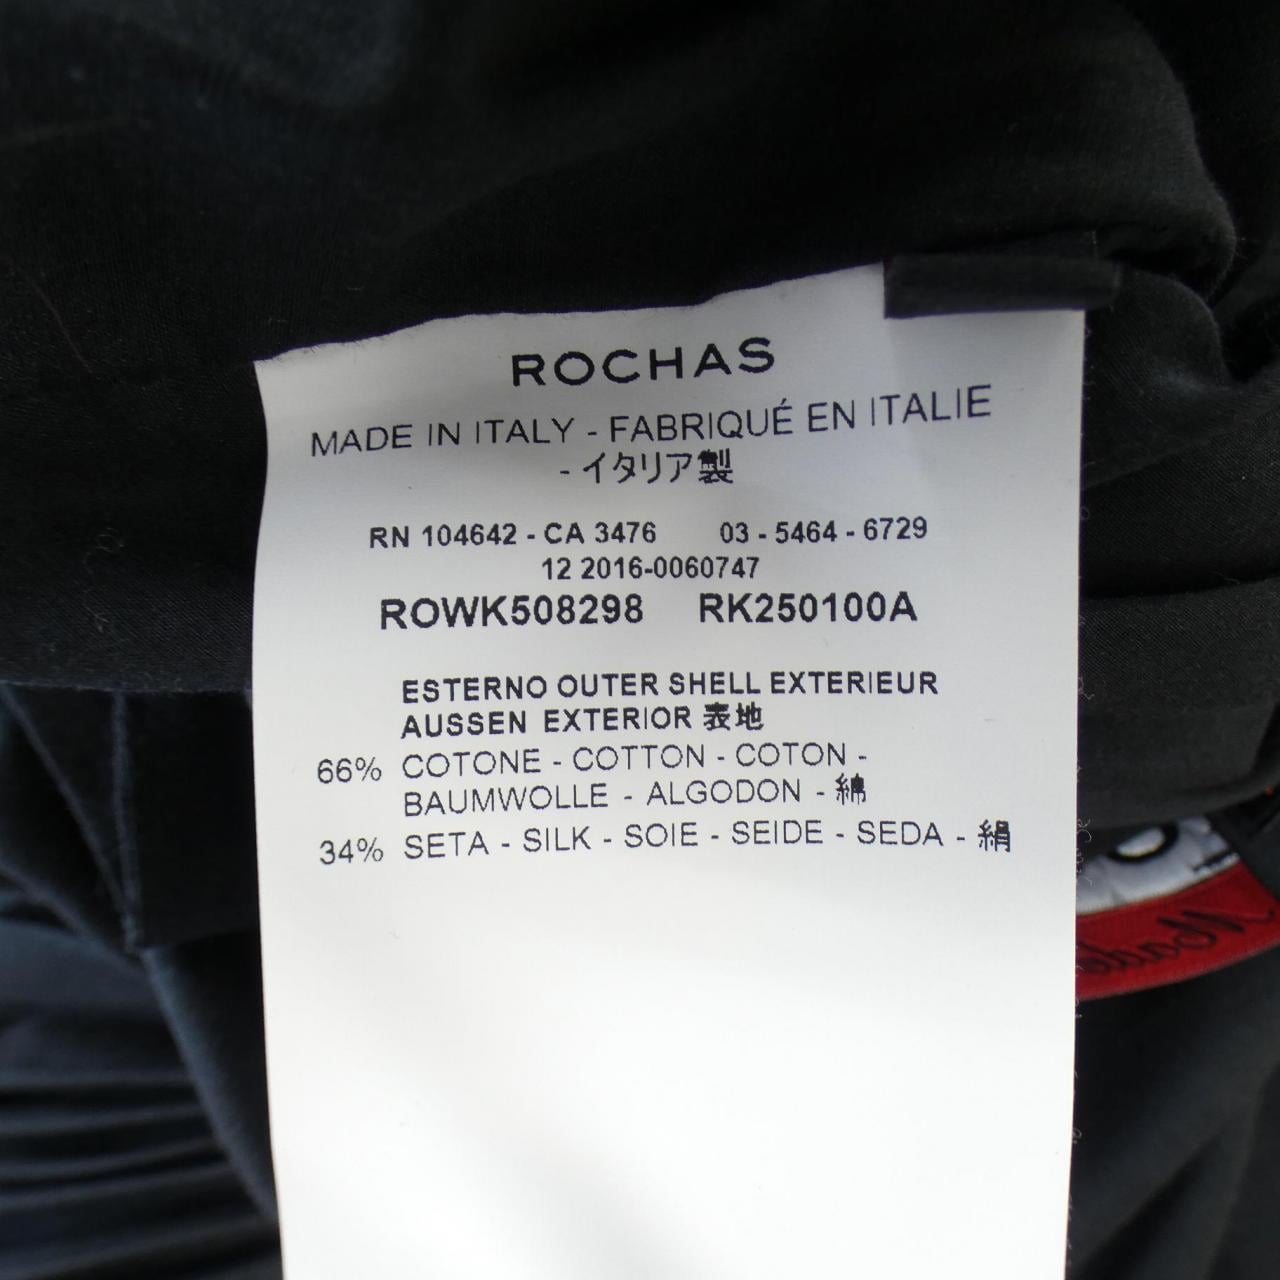 ROCHAS
MADE IN ITALY - FABRIQUÉ EN ITALIE
- イタリア製
RN 104642 - CA 3476 03 - 5464 - 6729
12 2016-0060747
ROWK508298 RK250100A
ESTERNO OUTER SHELL EXTERIEUR
AUSSEN EXTERIOR 表地
66% COTONE - COTTON - COTON -
BAUMWOLLE - ALGODON - 綿
34% SETA - SILK - SOIE - SEIDE - SEDA - 絹